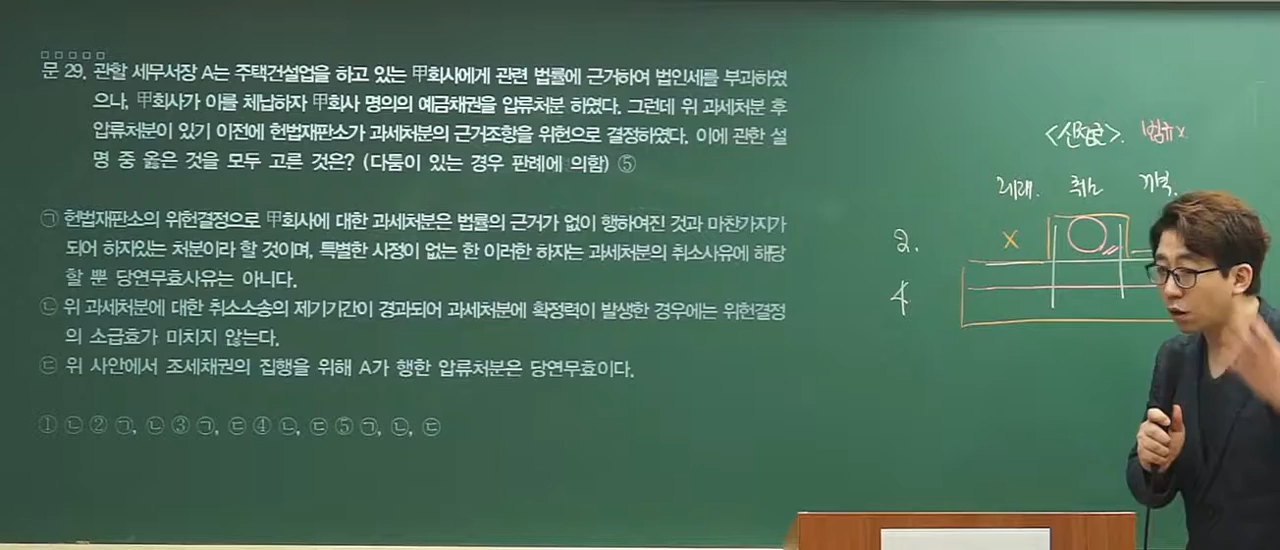 문 29. 관할 세무서장 A는 주택건설업을 하고 있는 甲회사에게 관련 법률에 근거하여 법인세를 부과하였
으나, 甲회사가 이를 체납하자 甲회사 명의의 예금채권을 압류처분 하였다. 그런데 위 과세처분 후
압류처분이 있기 이전에 헌법재판소가 과세처분의 근거조항을 위헌으로 결정하였다. 이에 관한 설
명 중 옳은 것을 모두 고른 것은? (다툼이 있는 경우 판례에 의함) ⑤
㉠ 헌법재판소의 위헌결정으로 甲회사에 대한 과세처분은 법률의 근거가 없이 행하여진 것과 마찬가지가
되어 하자있는 처분이라 할 것이며, 특별한 사정이 없는 한 이러한 하자는 과세처분의 취소사유에 해당
할 뿐 당연무효사유는 아니다.
㉡ 위 과세처분에 대한 취소소송의 제기기간이 경과되어 과세처분에 확정력이 발생한 경우에는 위헌결정
의 소급효가 미치지 않는다.
㉢ 위 사안에서 조세채권의 집행을 위해 A가 행한 압류처분은 당연무효이다.
① ㉡ ② ㉠, ㉡ ③ ㉠, ㉢ ④ ㉡, ㉢ ⑤ ㉠, ㉡, ㉢
x
2.
x
4